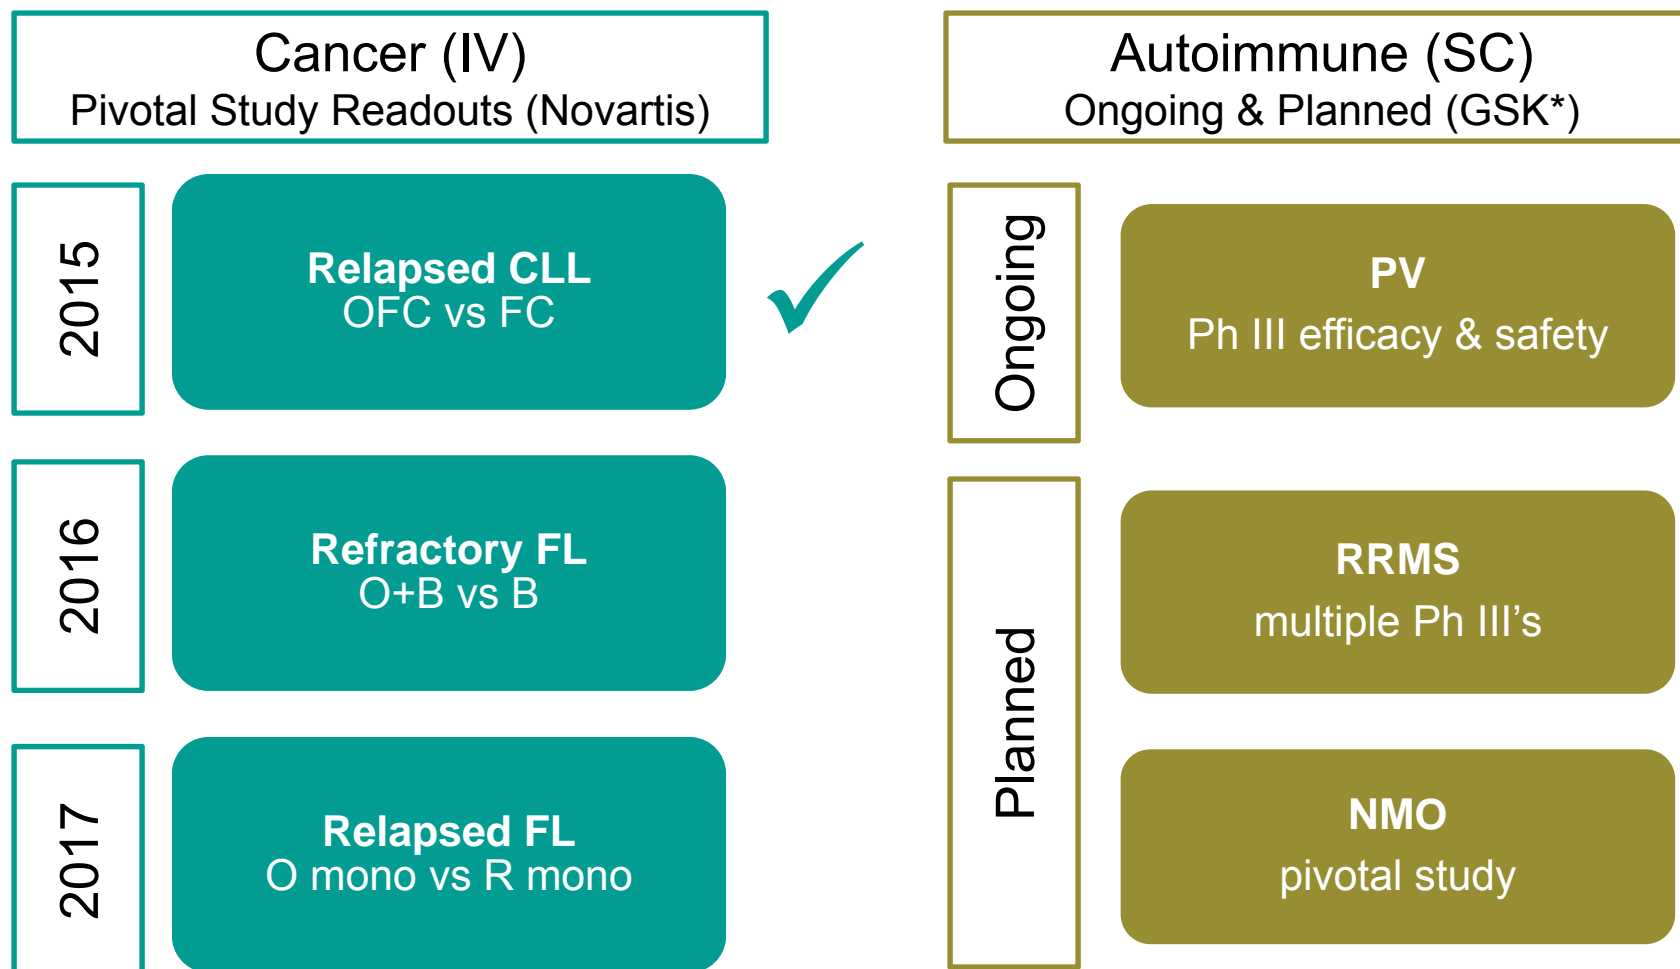 Cancer (IV)
Pivotal Study Readouts (Novartis)
2015
Relapsed CLL
OFC vs FC
2016
Refractory FL
O+B vs B
2017
Relapsed FL
O mono vs R mono
Autoimmune (SC)
Ongoing & Planned (GSK*)
Ongoing
PV
Ph III efficacy & safety
Planned
RRMS
multiple Ph III’s
NMO
pivotal study